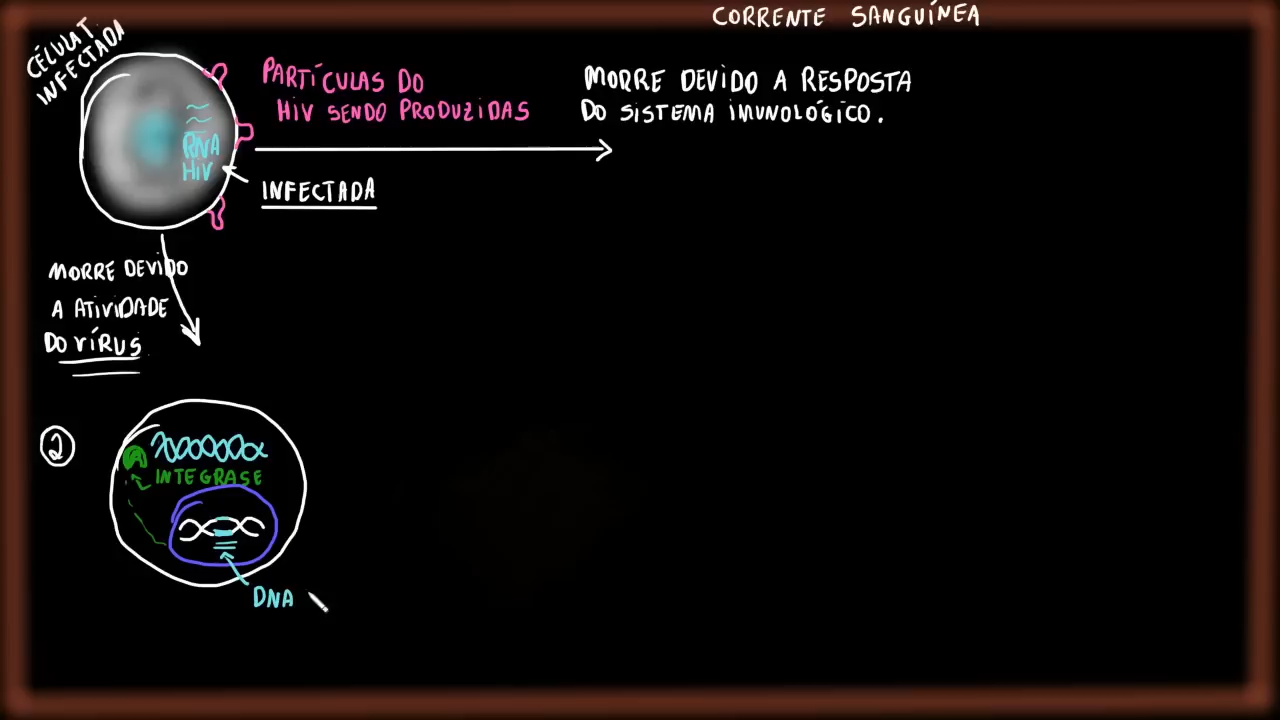 CORRENTE SANGUÍNEA
CÉLULA T
INFECTADA
PARTÍCULAS DO
HIV SENDO PRODUZIDAS
MORRE DEVIDO A RESPOSTA
DO SISTEMA IMUNOLÓGICO.
RNA
HIV
INFECTADA
MORRE DEVIDO
A ATIVIDADE
DO VÍRUS
2
INTEGRASE
DNA